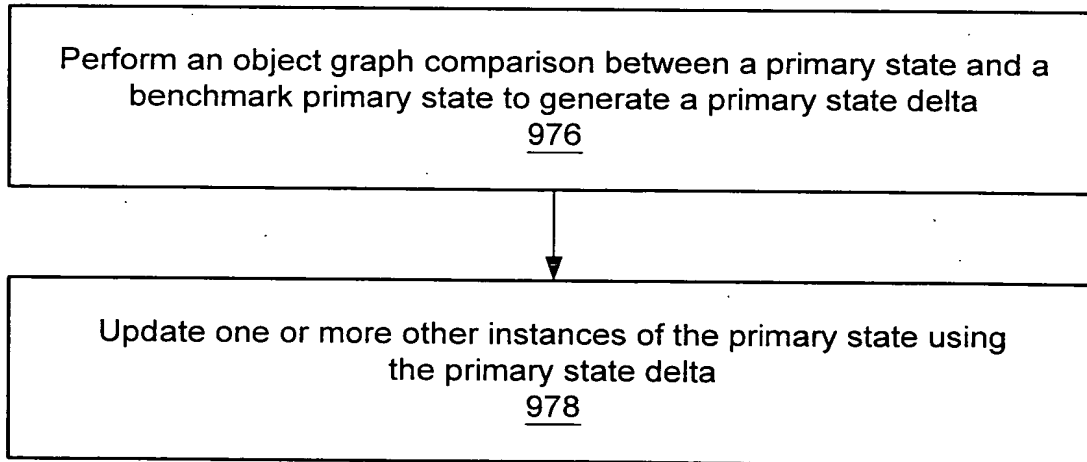 Perform an object graph comparison between a primary state and a
benchmark primary state to generate a primary state delta
976
Update one or more other instances of the primary state using
the primary state delta
978